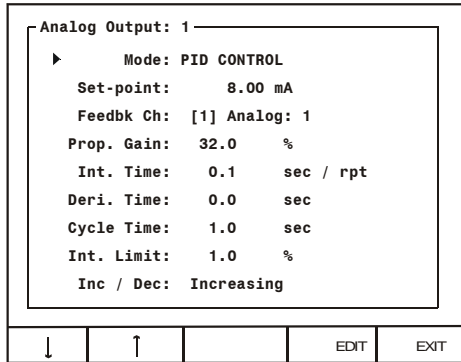 Analog Output: 1
Mode: PID CONTROL
Set-point: 8.00 mA
Feedbk Ch: [1] Analog: 1
Prop. Gain: 32.0 %
Int. Time: 0.1 sec / rpt
Deri. Time: 0.0 sec
Cycle Time: 1.0 sec
Int. Limit: 1.0 %
Inc / Dec: Increasing
↓ ↑ EDIT EXIT